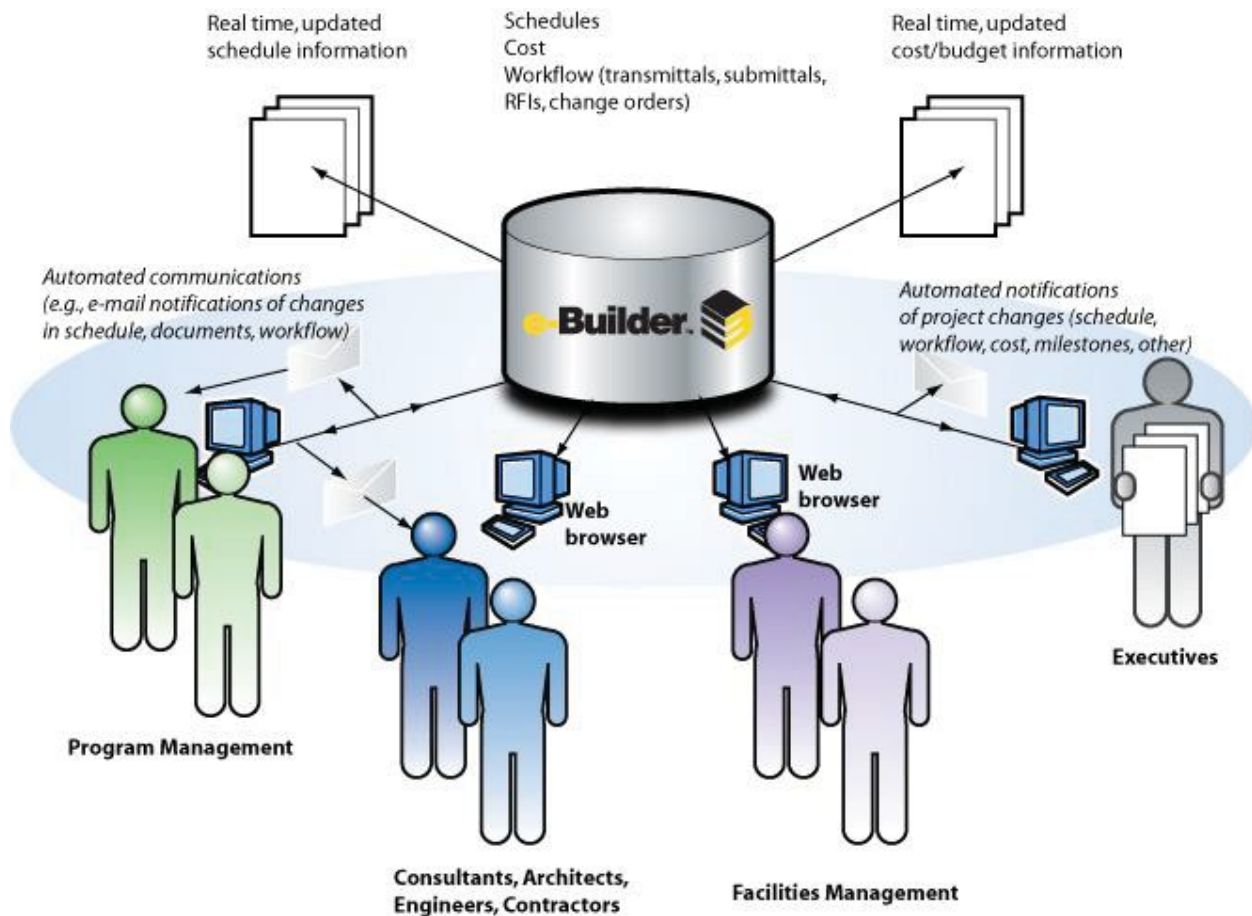 Real time, updated
schedule information
Schedules
Cost
Workflow (transmittals, submittals,
RFIs, change orders)
Real time, updated
cost/budget information
Automated communications
(e.g., e-mail notifications of changes
in schedule, documents, workflow)
e-Builder™
Automated notifications
of project changes (schedule,
workflow, cost, milestones, other)
Web
browser
Web
browser
Executives
Program Management
Consultants, Architects,
Engineers, Contractors
Facilities Management